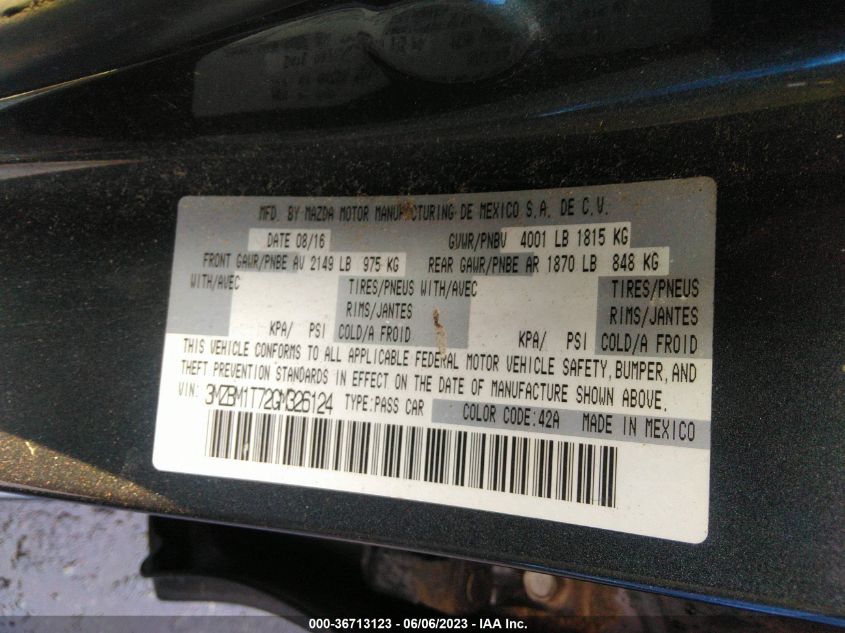 MFD. BY MAZDA MOTOR MANUFACTURING DE MEXICO S.A. DE C.V.
DATE 08/16 GVWR/PNBV 4001 LB 1815 KG
FRONT GAWR/PNBE AV 2149 LB 975 KG REAR GAWR/PNBE AR 1870 LB 848 KG
WITH/AVEC TIRES/PNEUS WITH/AVEC TIRES/PNEUS
RIMS/JANTES RIMS/JANTES
KPA/ PSI COLD/A FROID KPA/ PSI COLD/A FROID
THIS VEHICLE CONFORMS TO ALL APPLICABLE FEDERAL MOTOR VEHICLE SAFETY, BUMPER, AND
THEFT PREVENTION STANDARDS IN EFFECT ON THE DATE OF MANUFACTURE SHOWN ABOVE.
VIN: 3MZBM1T72GM326124 TYPE:PASS CAR COLOR CODE:42A MADE IN MEXICO
000-36713123 - 06/06/2023 - IAA Inc.